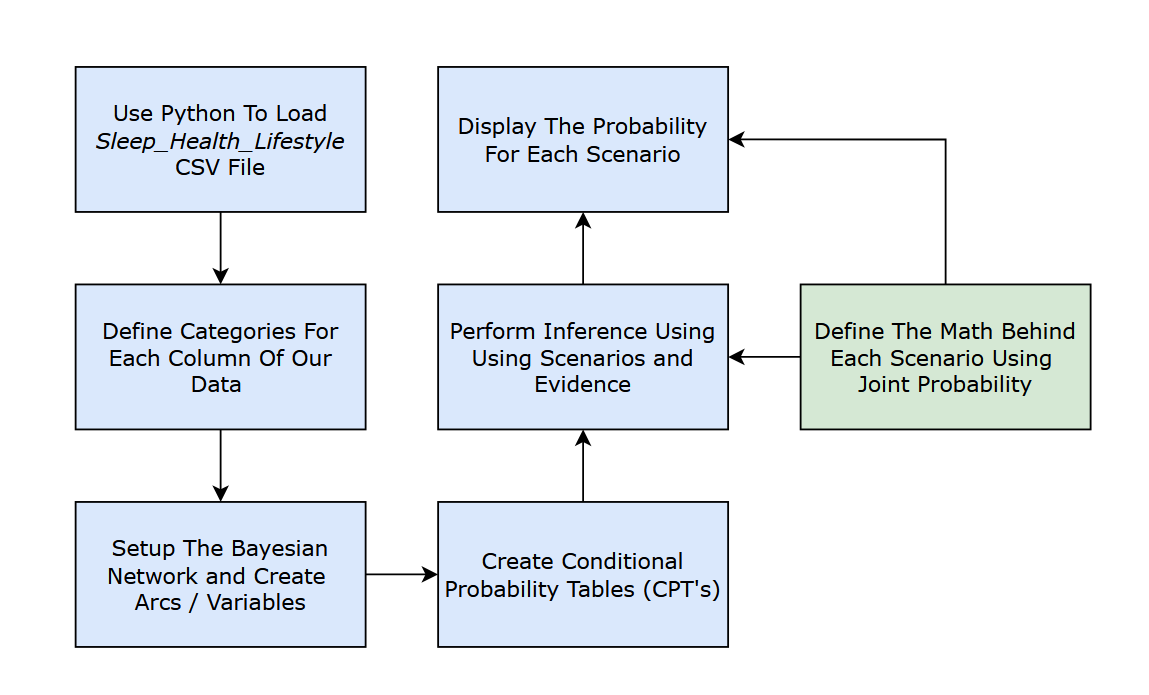 Use Python To Load
Sleep_Health_Lifestyle
CSV File
Define Categories For
Each Column Of Our
Data
Setup The Bayesian
Network and Create
Arcs / Variables
Create Conditional
Probability Tables (CPT's)
Perform Inference Using
Using Scenarios and
Evidence
Display The Probability
For Each Scenario
Define The Math Behind
Each Scenario Using
Joint Probability